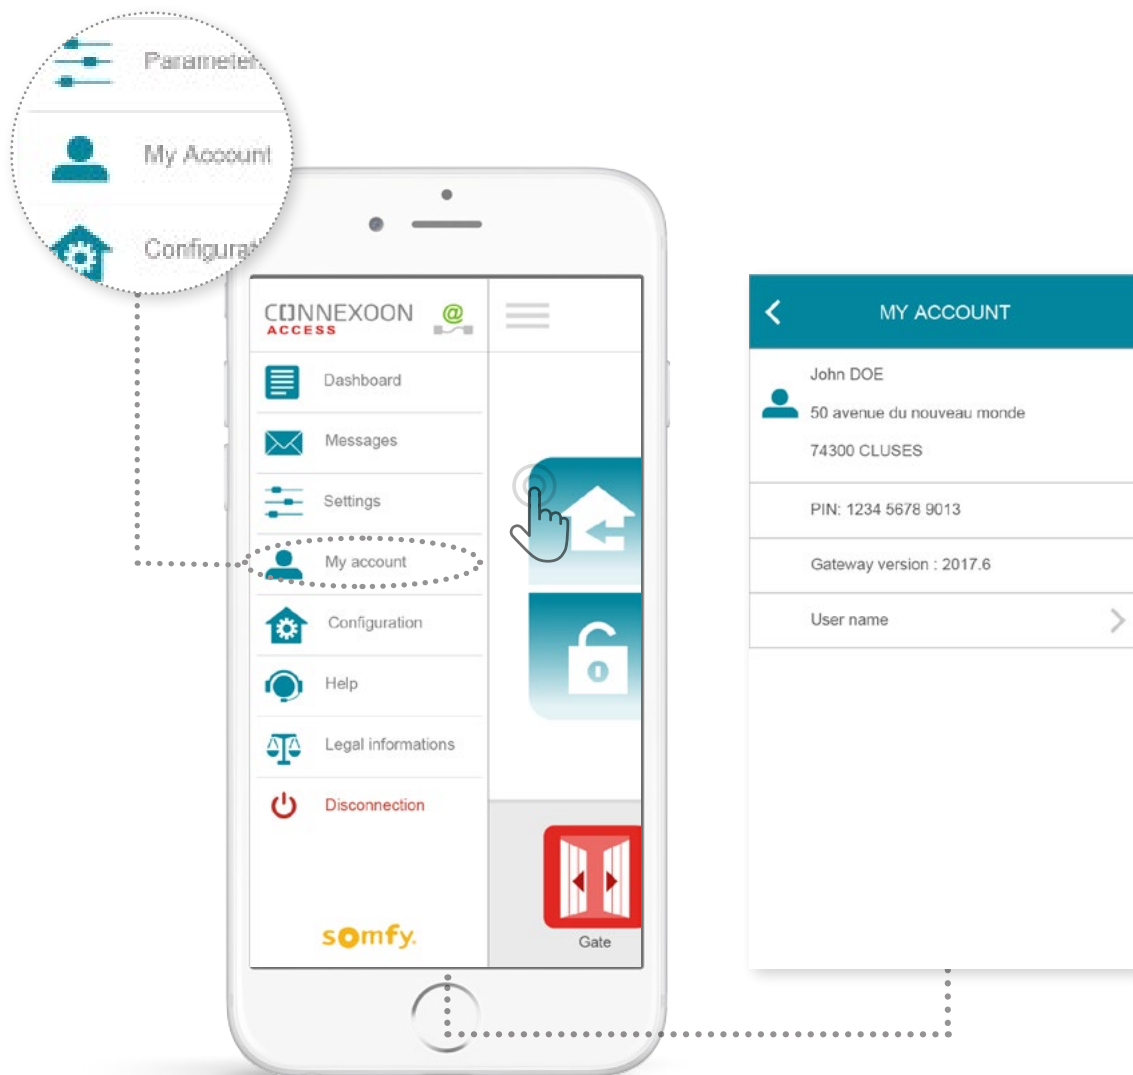 Parameter
My Account
Configurat
CONNEXOON
ACCESS
@
Dashboard
Messages
Settings
My account
Configuration
Help
Legal informations
Disconnection
somfy.
Gate
MY ACCOUNT
John DOE
50 avenue du nouveau monde
74300 CLUSES
PIN: 1234 5678 9013
Gateway version : 2017.6
User name